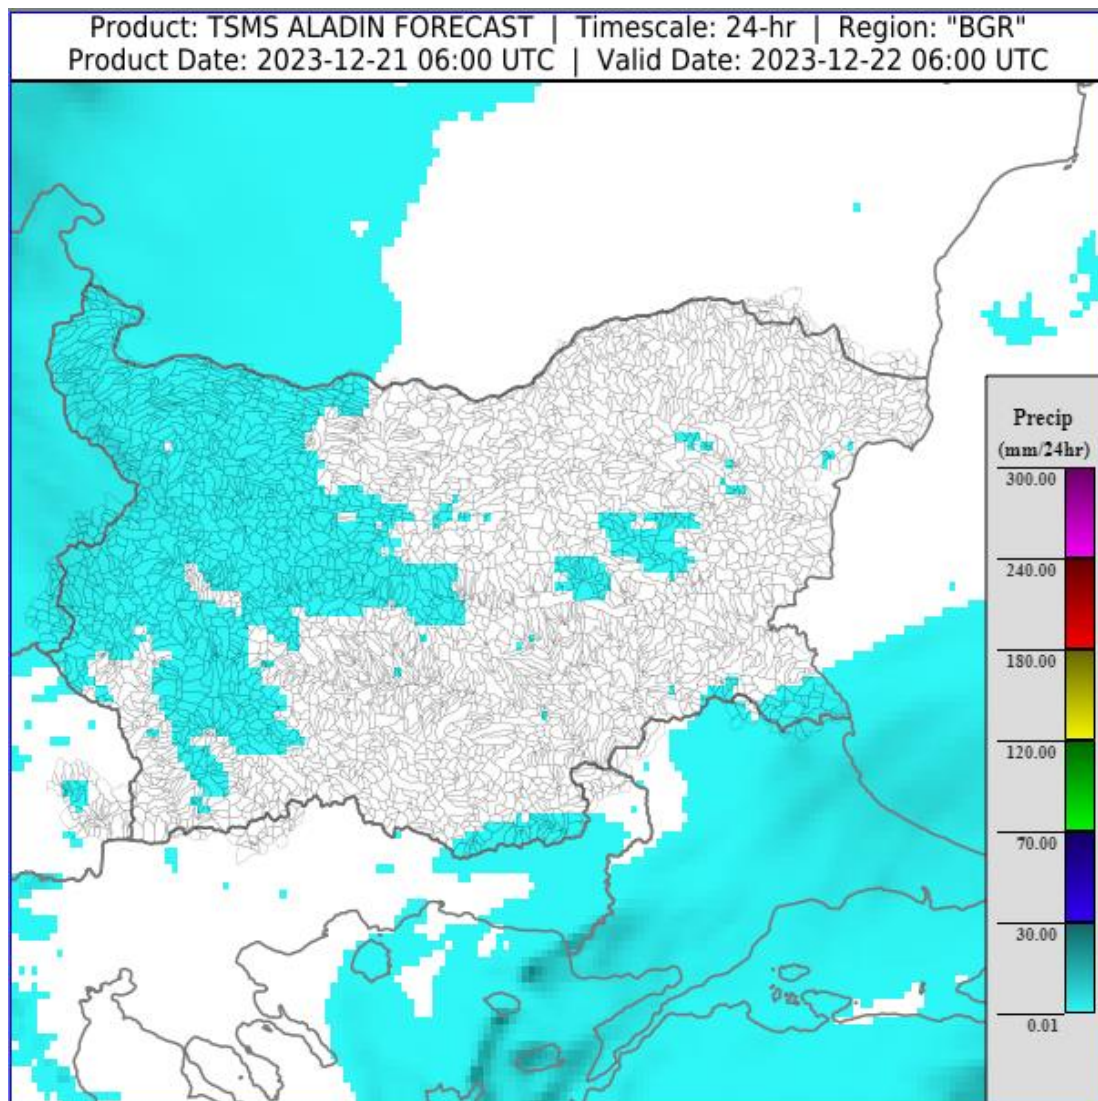 Product: TSMS ALADIN FORECAST | Timescale: 24-hr | Region: "BGR"
Product Date: 2023-12-21 06:00 UTC | Valid Date: 2023-12-22 06:00 UTC
Precip
(mm/24hr)
300.00
240.00
180.00
120.00
70.00
30.00
0.01